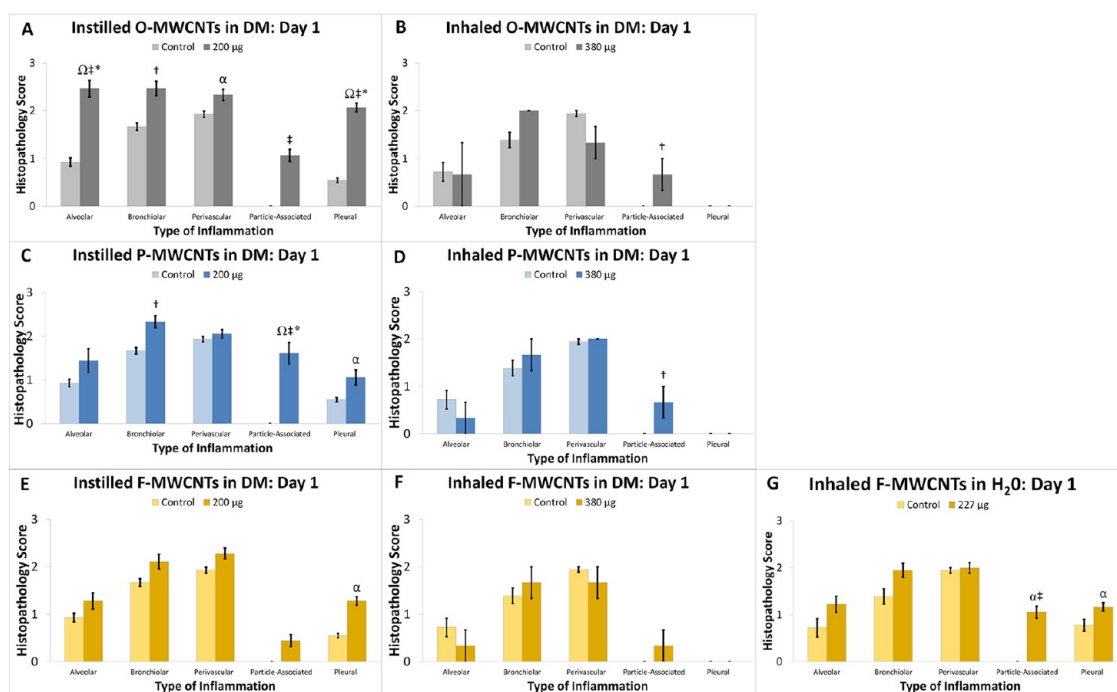 A Instilled O-MWCNTs in DM: Day 1
Control 200 µg
Histopathology Score
3
2
1
0
Ω‡* † α ‡ Ω‡*
Alveolar Bronchiolar Perivascular Particle-Associated Pleural
Type of Inflammation
B Inhaled O-MWCNTs in DM: Day 1
Control 380 µg
Histopathology Score
3
2
1
0
†
Alveolar Bronchiolar Perivascular Particle-Associated Pleural
Type of Inflammation
C Instilled P-MWCNTs in DM: Day 1
Control 200 µg
Histopathology Score
3
2
1
0
† Ω‡* α
Alveolar Bronchiolar Perivascular Particle-Associated Pleural
Type of Inflammation
D Inhaled P-MWCNTs in DM: Day 1
Control 380 µg
Histopathology Score
3
2
1
0
†
Alveolar Bronchiolar Perivascular Particle-Associated Pleural
Type of Inflammation
E Instilled F-MWCNTs in DM: Day 1
Control 200 µg
Histopathology Score
3
2
1
0
α
Alveolar Bronchiolar Perivascular Particle-Associated Pleural
Type of Inflammation
F Inhaled F-MWCNTs in DM: Day 1
Control 380 µg
Histopathology Score
3
2
1
0
Alveolar Bronchiolar Perivascular Particle-Associated Pleural
Type of Inflammation
G Inhaled F-MWCNTs in H₂0: Day 1
Control 227 µg
Histopathology Score
3
2
1
0
α‡ α
Alveolar Bronchiolar Perivascular Particle-Associated Pleural
Type of Inflammation